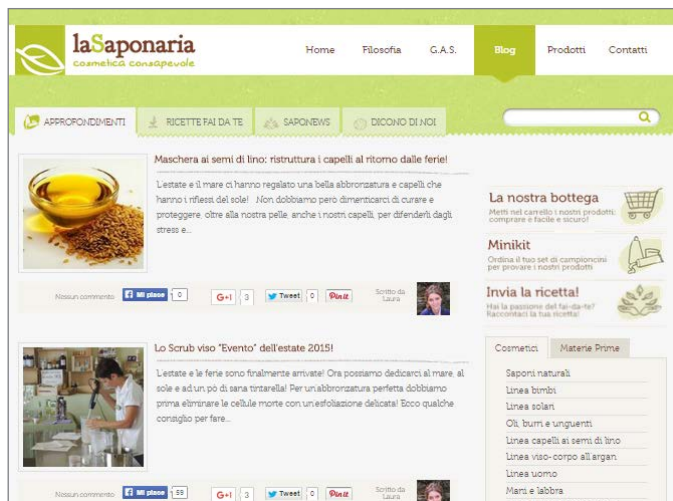 laSaponaria
cosmetica consapevole
Home Filosofia G.A.S. Blog Prodotti Contatti
APPROFONDIMENTI RICETTE FAI DA TE SAPONEWS DICONO DI NOI
Maschera ai semi di lino: ristruttura i capelli al ritorno dalle ferie!
L'estate e il mare ci hanno regalato una bella abbronzatura e capelli che
hanno i riflessi del sole! Non dobbiamo però dimenticarci di curare e
proteggere, oltre alla nostra pelle, anche i nostri capelli, per difenderli dagli
stress e...
Nessun commento Mi piace 0 G+1 3 Tweet 0 Pin it Scritto da
Laura
Lo Scrub viso "Evento" dell'estate 2015!
L'estate e le ferie sono finalmente arrivate! Ora possiamo dedicarci al mare, al
sole e ad un pò di sana tintarella! Per un'abbronzatura perfetta dobbiamo
prima eliminare le cellule morte con un'esfoliazione delicata! Ecco qualche
consiglio per fare...
Nessun commento Mi piace 59 G+1 3 Tweet 0 Pin it Scritto da
Laura
La nostra bottega
Metti nel carrello i nostri prodotti:
comprare è facile e sicuro!
Minikit
Ordina il tuo set di campioncini
per provare i nostri prodotti
Invia la ricetta!
Hai la passione del fai-da-te?
Raccontaci la tua ricetta!
Cosmetici Materie Prime
Saponi naturali
Linea bimbi
Linea solari
Oli, burri e unguenti
Linea capelli ai semi di lino
Linea viso-corpo all'argan
Linea uomo
Mani e labbra